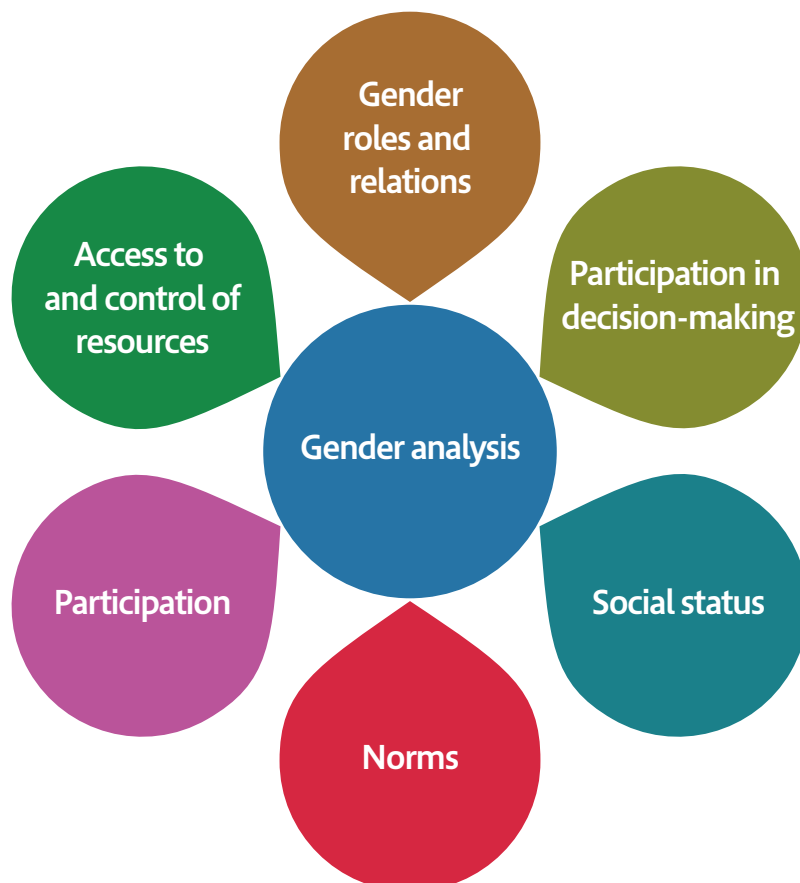 Gender
roles and
relations
Access to
and control of
resources
Participation in
decision-making
Gender analysis
Participation
Social status
Norms